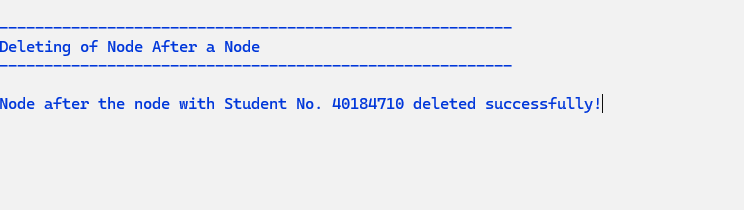 ---------------------------------------------------------
Deleting of Node After a Node
---------------------------------------------------------
Node after the node with Student No. 40184710 deleted successfully!